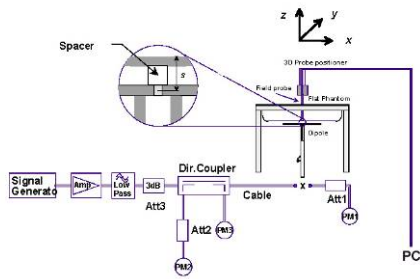 z
y
x
Spacer
s
3D Probe positioner
Field probe
Flat Phantom
Dipole
Signal
Generato
Amp
Low
Pass
3dB
Att3
Dir.Coupler
Cable
x
Att1
PM1
Att2
PM3
PM2
PC